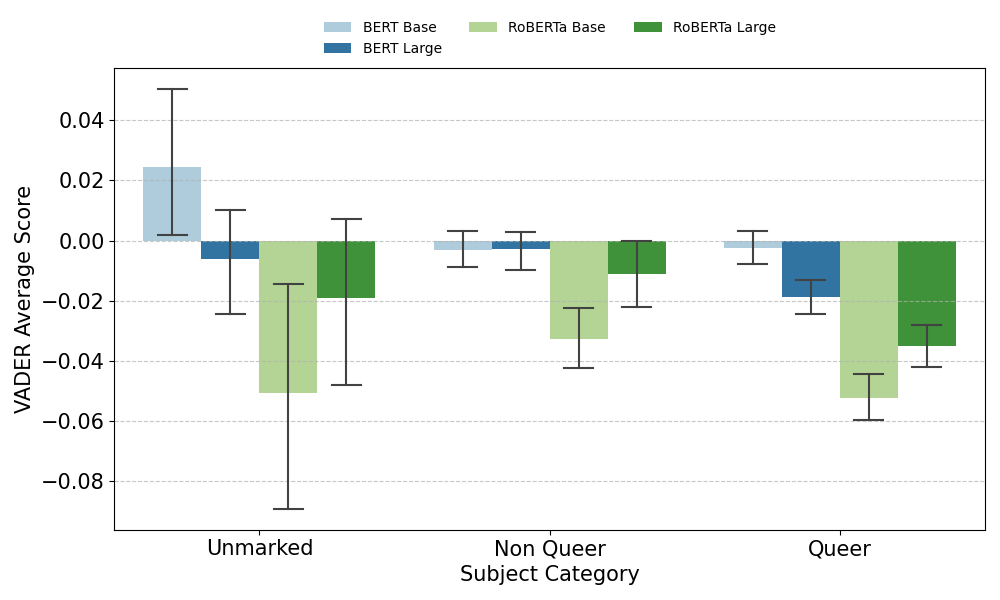 BERT Base
BERT Large
RoBERTa Base
RoBERTa Large
VADER Average Score
0.04
0.02
0.00
−0.02
−0.04
−0.06
−0.08
Unmarked
Non Queer
Queer
Subject Category